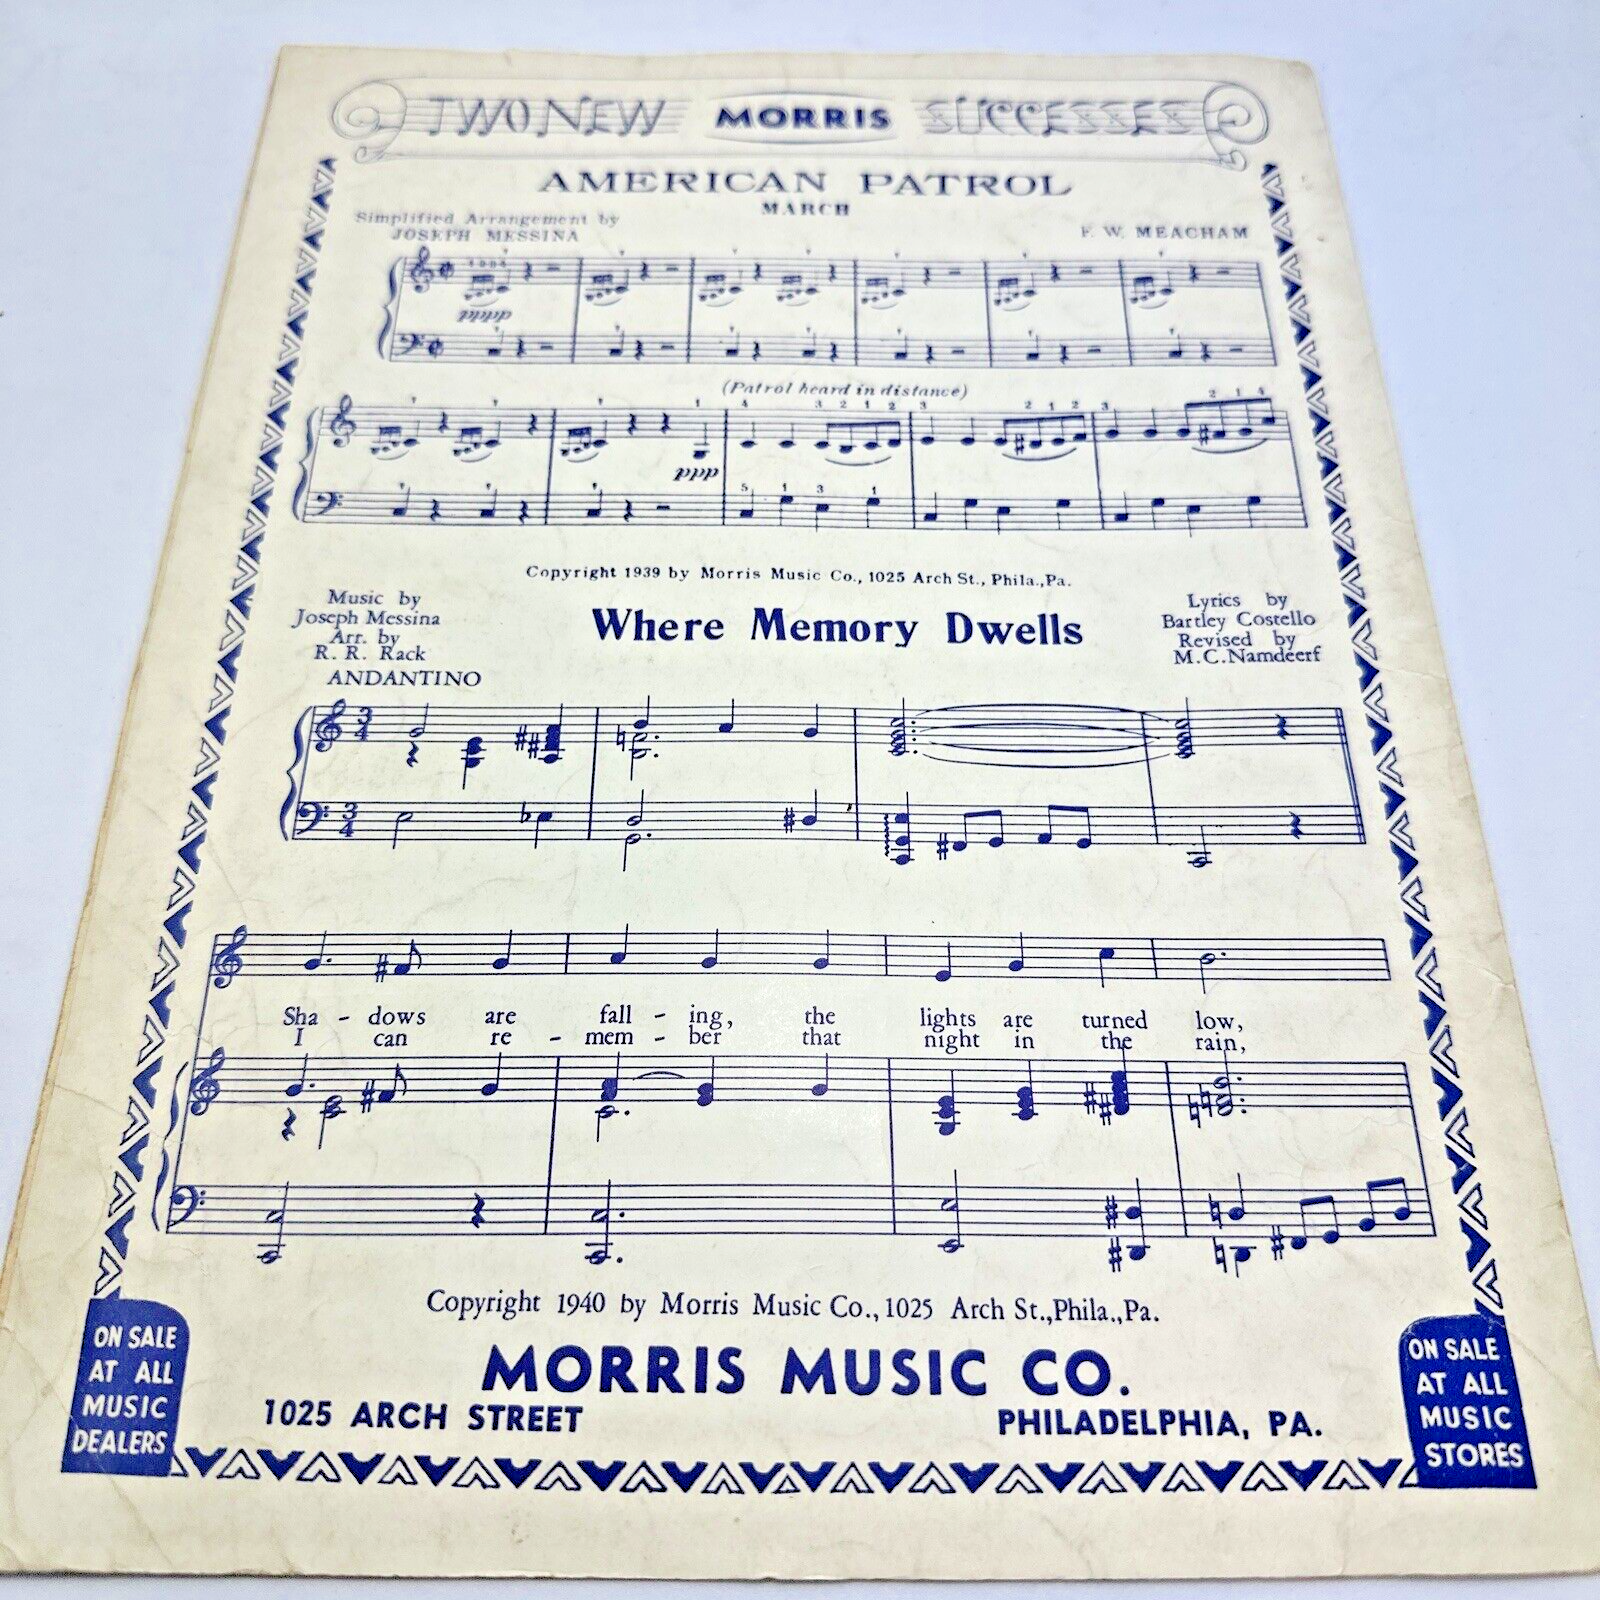 TWO NEW MORRIS SUCCESSES
AMERICAN PATROL
MARCH
Simplified Arrangement by
JOSEPH MESSINA
F. W. MEACHAM
pppp
(Patrol heard in distance)
ppp
Copyright 1939 by Morris Music Co., 1025 Arch St., Phila., Pa.
Music by
Joseph Messina
Arr. by
R. R. Rack
Where Memory Dwells
Lyrics by
Bartley Costello
Revised by
M.C.Namdeerf
ANDANTINO
Sha - dows are fall - ing, the lights are turned low,
I can re - mem - ber that night in the rain,
Copyright 1940 by Morris Music Co., 1025 Arch St., Phila., Pa.
MORRIS MUSIC CO.
1025 ARCH STREET PHILADELPHIA, PA.
ON SALE
AT ALL
MUSIC
DEALERS
ON SALE
AT ALL
MUSIC
STORES